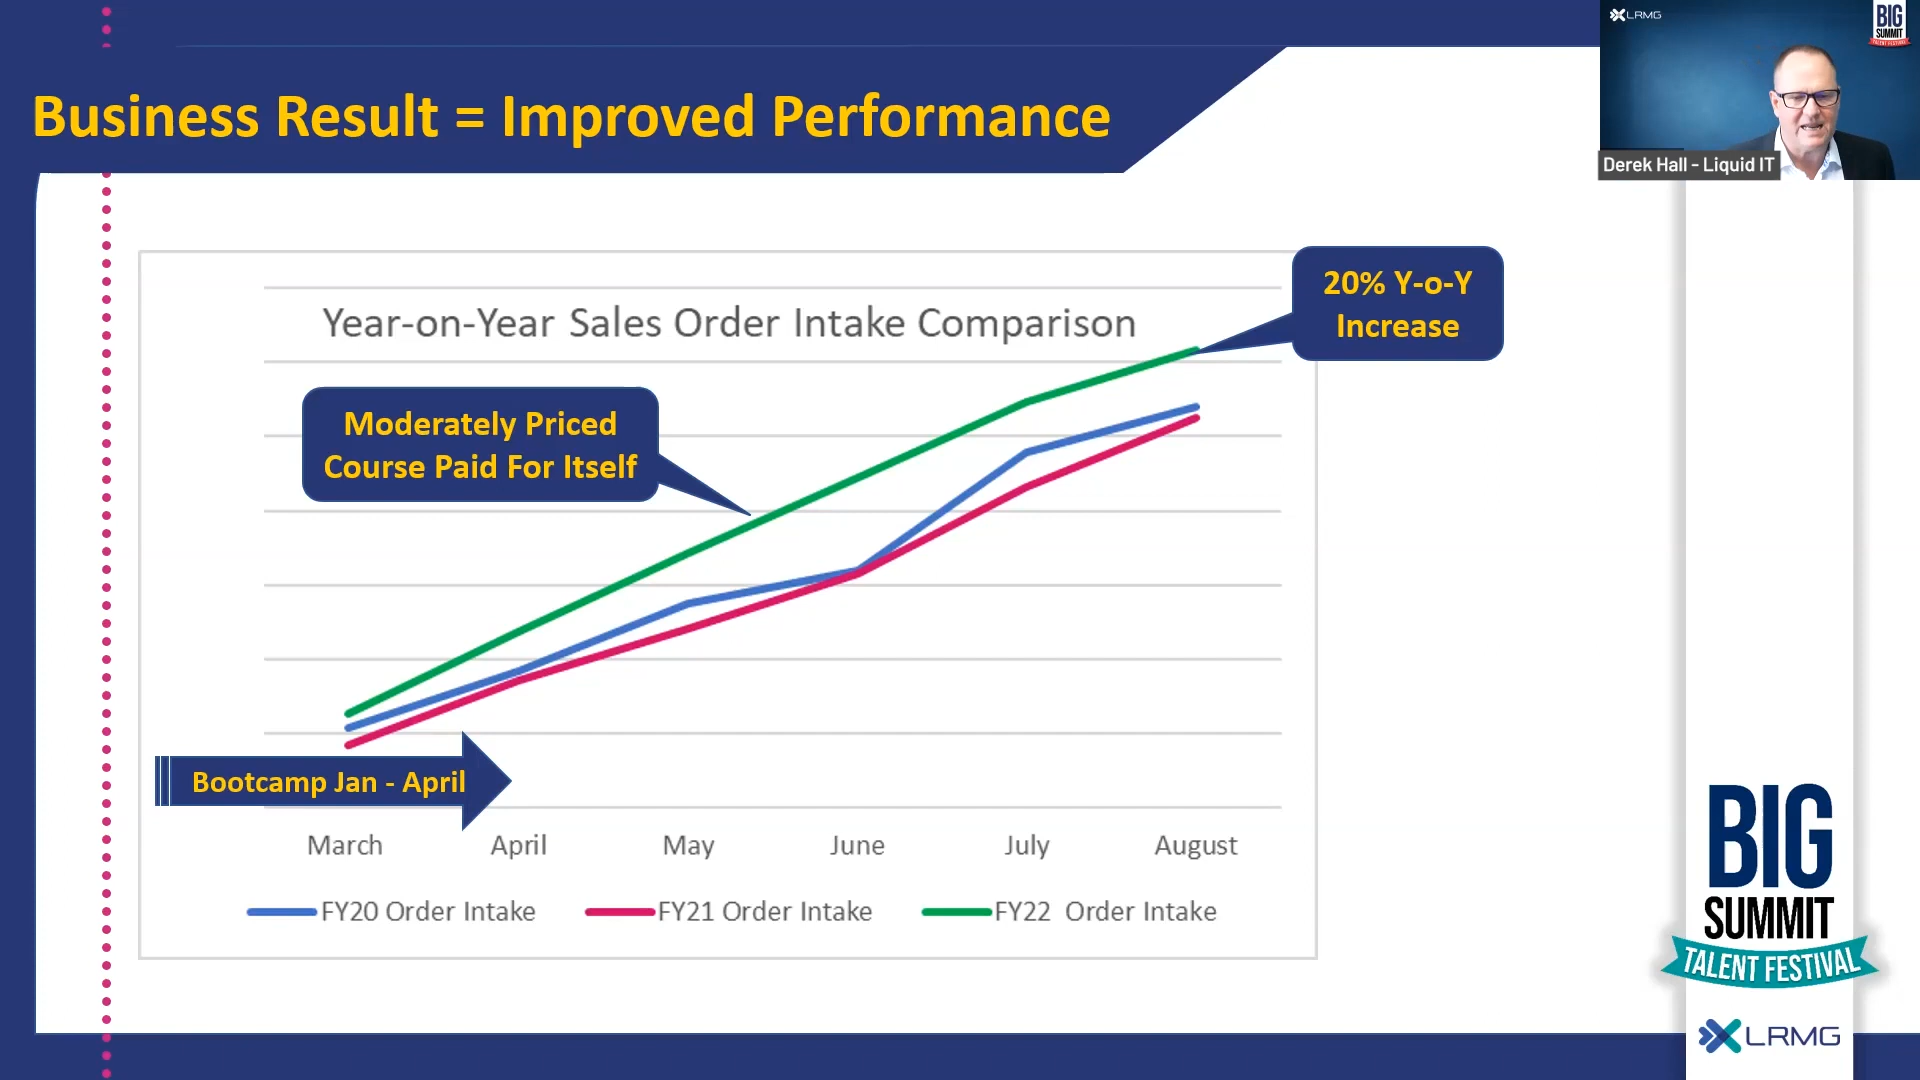 LRMG
BIG
SUMMIT
TALENT FESTIVAL
Derek Hall - Liquid IT
Business Result = Improved Performance
Year-on-Year Sales Order Intake Comparison
20% Y-o-Y
Increase
Moderately Priced
Course Paid For Itself
Bootcamp Jan - April
March April May June July August
FY20 Order Intake FY21 Order Intake FY22 Order Intake
BIG
SUMMIT
TALENT FESTIVAL
LRMG